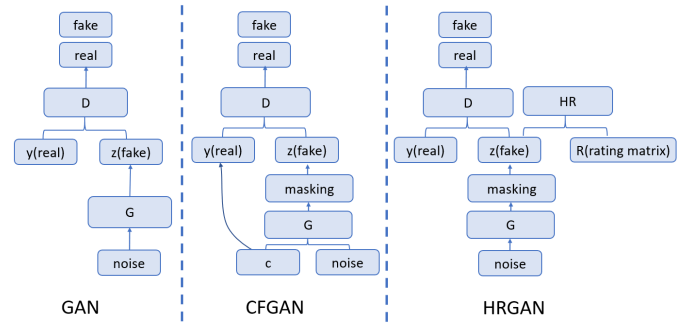 fake
real
D
y(real)
z(fake)
G
noise
GAN
fake
real
D
y(real)
z(fake)
masking
G
c
noise
CFGAN
fake
real
D
HR
y(real)
z(fake)
R(rating matrix)
masking
G
noise
HRGAN